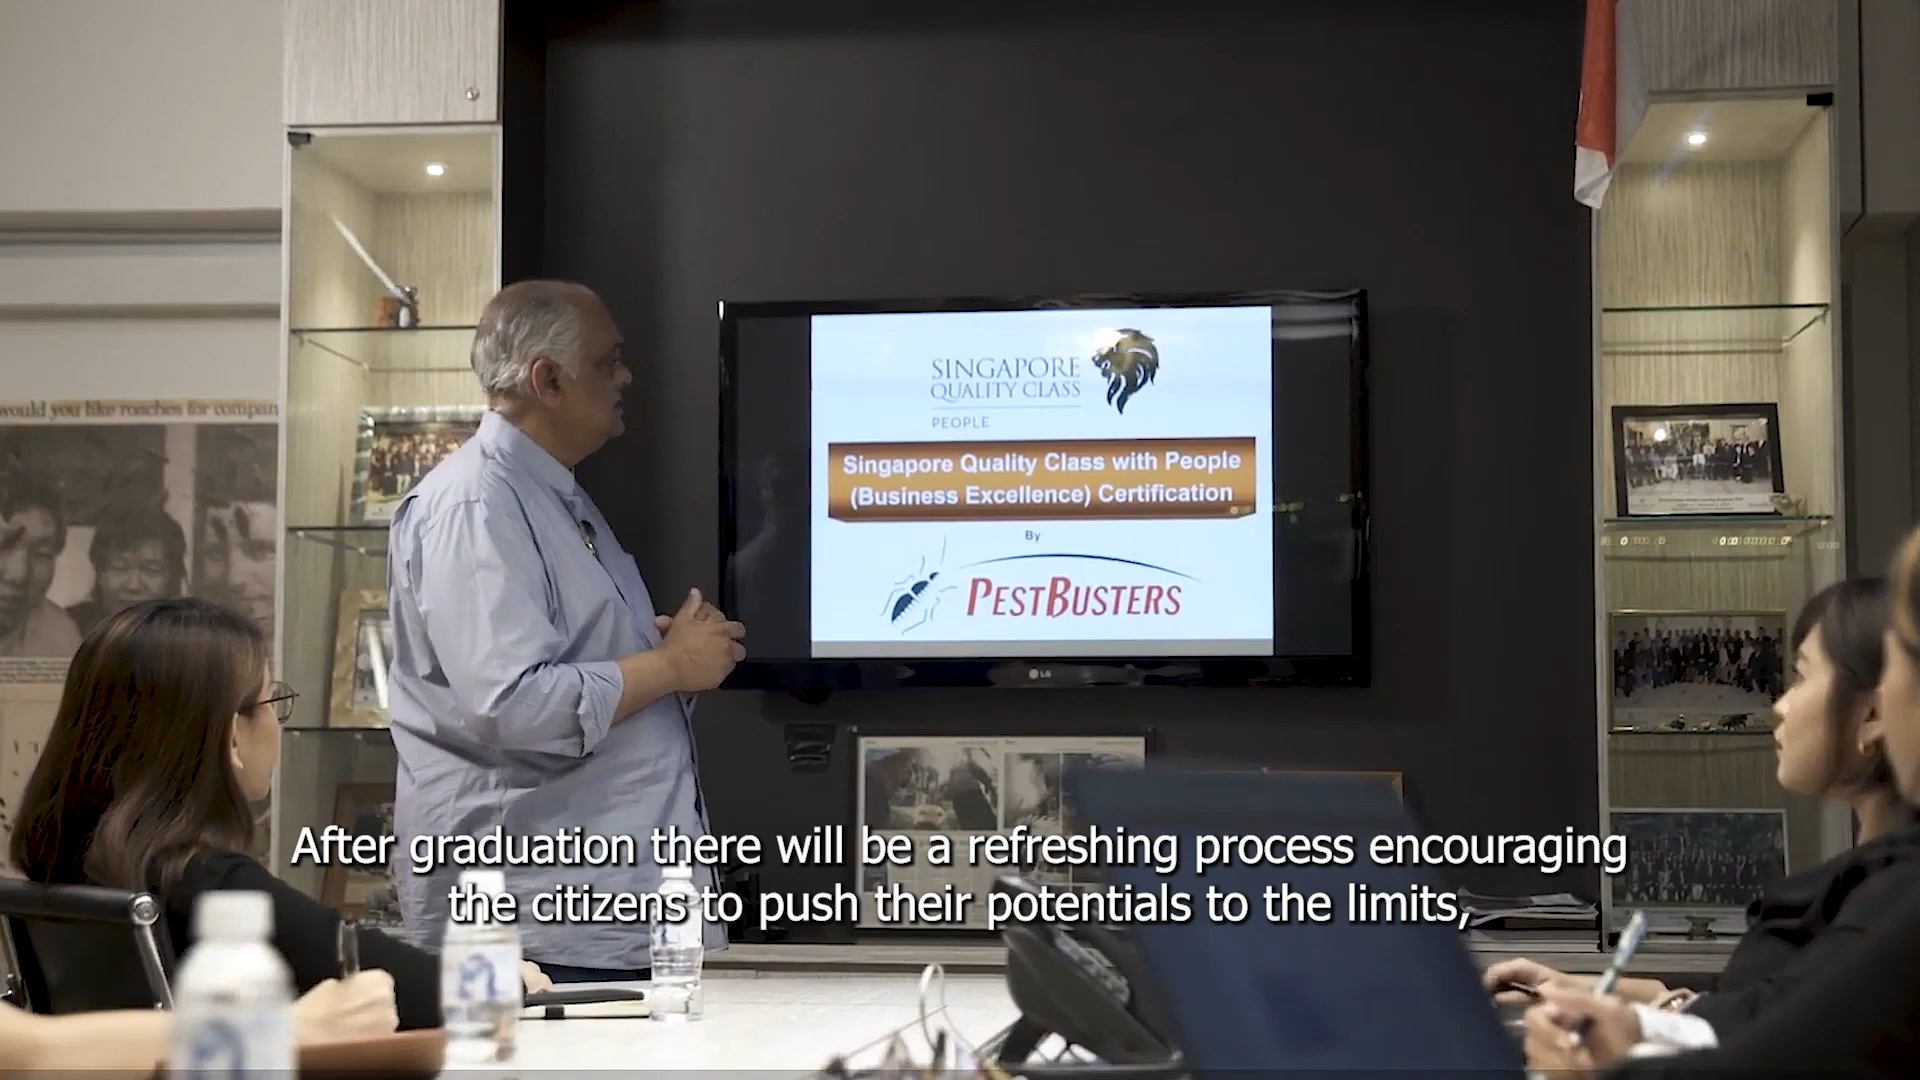 would you like roaches for compan
SINGAPORE
QUALITY CLASS
PEOPLE
Singapore Quality Class with People
(Business Excellence) Certification
By
PESTBUSTERS
LG
After graduation there will be a refreshing process encouraging
the citizens to push their potentials to the limits,